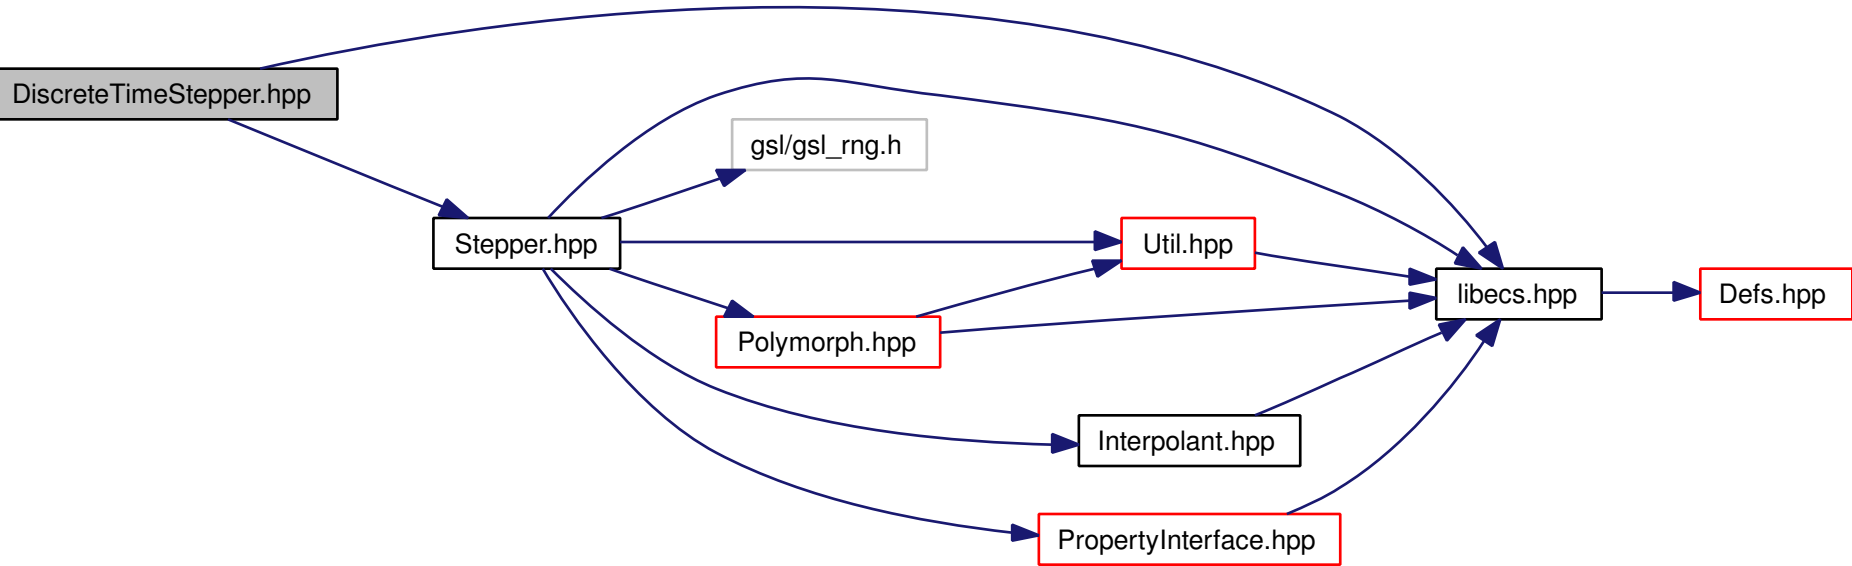 DiscreteTimeStepper.hpp
gsl/gsl_rng.h
Stepper.hpp
Util.hpp
libecs.hpp
Defs.hpp
Polymorph.hpp
Interpolant.hpp
PropertyInterface.hpp